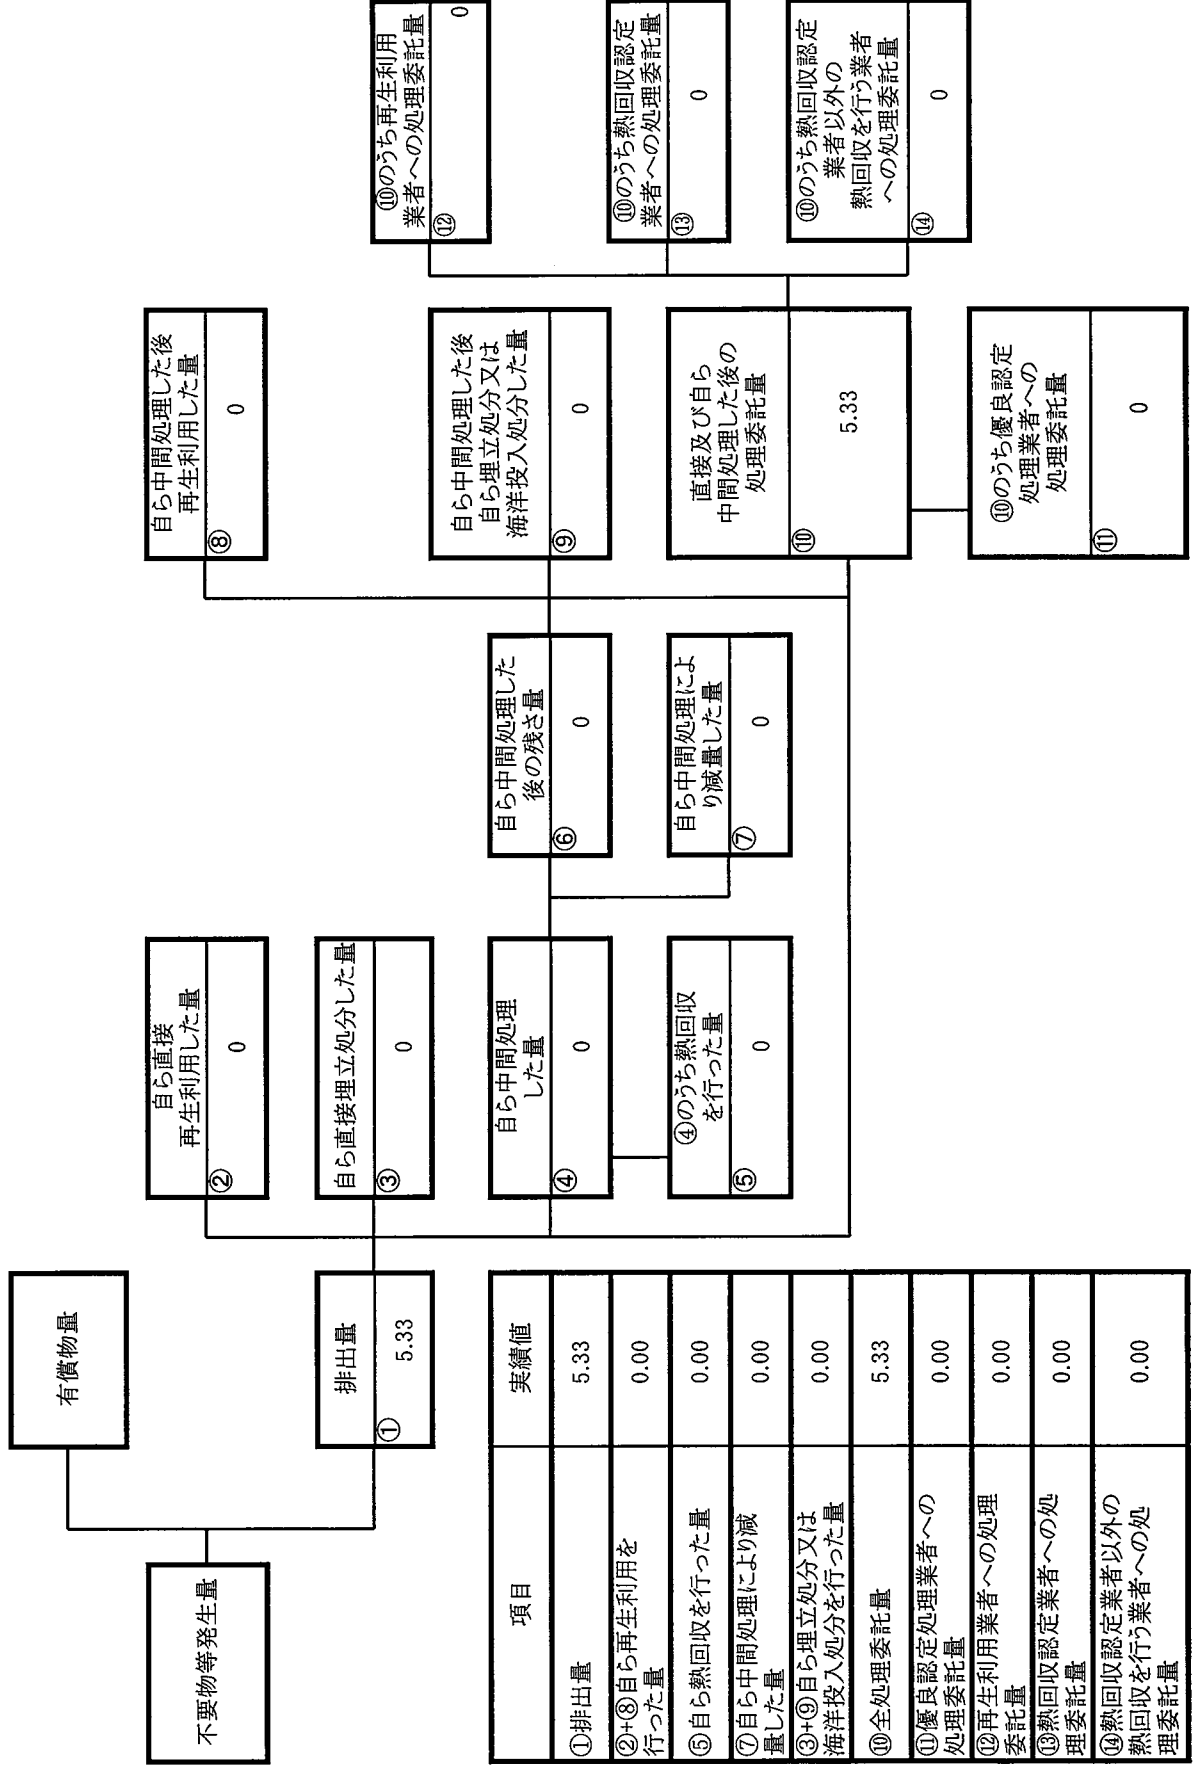 不要物等発生量
有償物量
排出量
①
5.33
自ら直接
再生利用した量
②
0
自ら直接埋立処分した量
③
0
自ら中間処理
した量
④
0
④のうち熱回収
を行った量
⑤
0
自ら中間処理した
後の残さ量
⑥
0
自ら中間処理によ
り減量した量
⑦
0
自ら中間処理した後
再生利用した量
⑧
0
自ら中間処理した後
自ら埋立処分又は
海洋投入処分した量
⑨
0
直接及び自ら
中間処理した後の
処理委託量
⑩
5.33
⑩のうち優良認定
処理業者への
処理委託量
⑪
0
⑩のうち再生利用
業者への処理委託量
⑫
0
⑩のうち熱回収認定
業者への処理委託量
⑬
0
⑩のうち熱回収認定
業者以外の
熱回収を行う業者
への処理委託量
⑭
0
項目 実績値
①排出量 5.33
②+⑧自ら再生利用を
行った量 0.00
⑤自ら熱回収を行った量 0.00
⑦自ら中間処理により減
量した量 0.00
③+⑨自ら埋立処分又は
海洋投入処分を行った量 0.00
⑩全処理委託量 5.33
⑪優良認定処理業者への
処理委託量 0.00
⑫再生利用業者への処理
委託量 0.00
⑬熱回収認定業者への処
理委託量 0.00
⑭熱回収認定業者以外の
熱回収を行う業者への処
理委託量 0.00